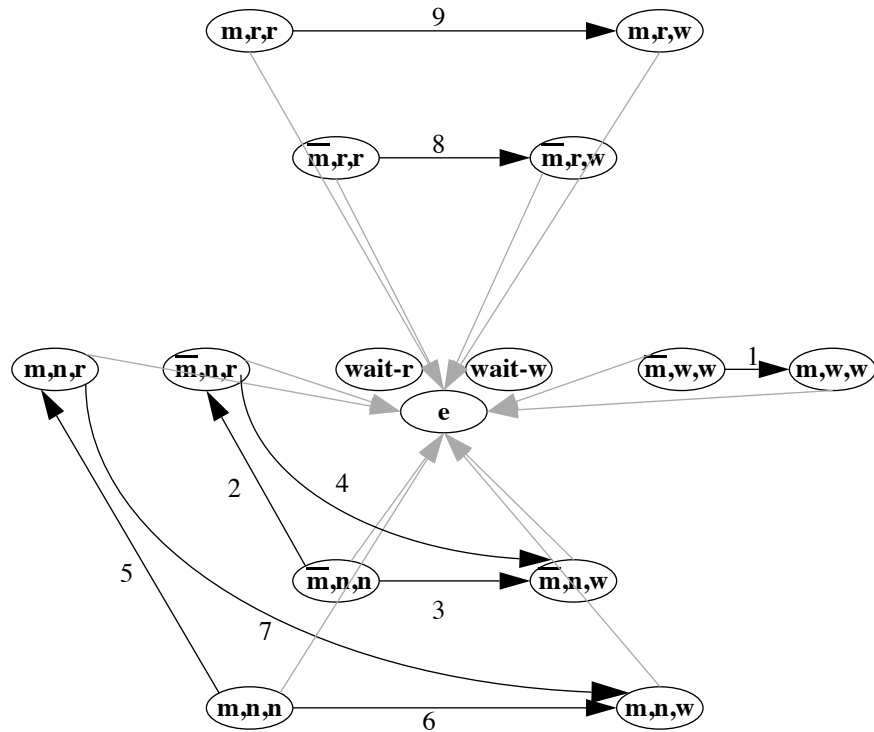 9
m,r,r
m,r,w
8
m̅,r,r
m̅,r,w
1
m,n,r
m̅,n,r
wait-r
wait-w
m̅,w,w
m,w,w
e
2
4
5
m̅,n,n
m̅,n,w
3
7
m,n,n
m,n,w
6